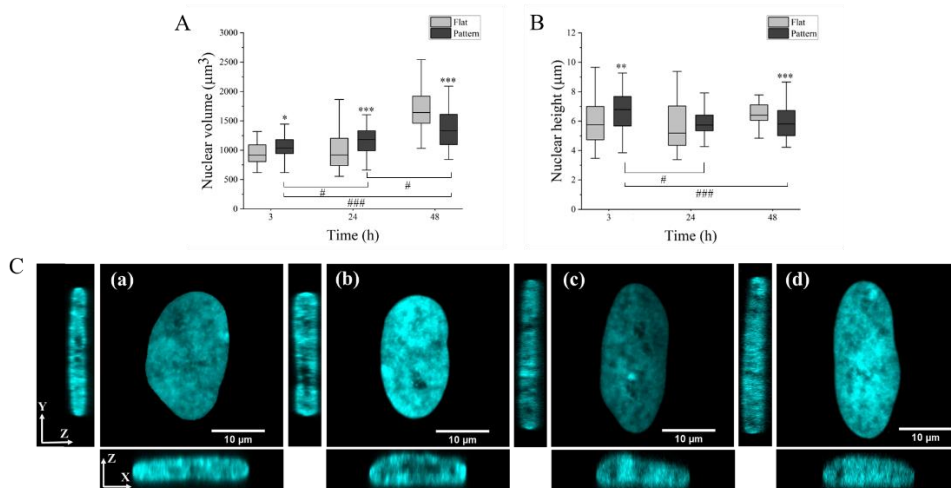 A
Nuclear volume (μm³)
3000
2500
2000
1500
1000
500
0
Flat
Pattern
*
***
***
#
#
###
3
24
48
Time (h)
B
Nuclear height (μm)
12
10
8
6
4
2
0
Flat
Pattern
**
***
#
###
3
24
48
Time (h)
C
(a)
(b)
(c)
(d)
Y
Z
10 μm
10 μm
10 μm
10 μm
Z
X